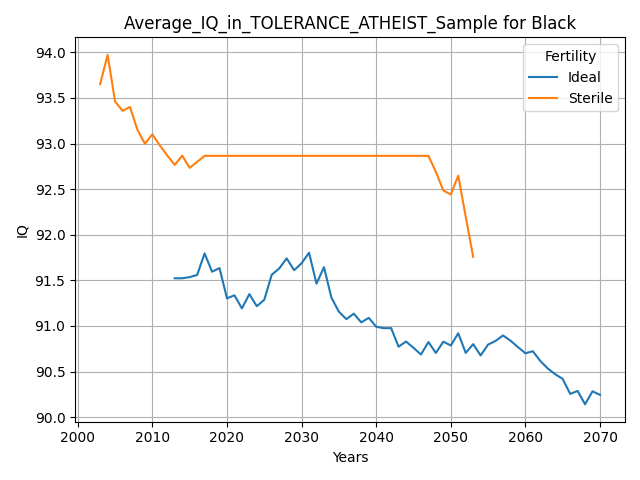 Average_IQ_in_TOLERANCE_ATHEIST_Sample for Black
Fertility
Ideal
Sterile
94.0
93.5
93.0
92.5
92.0
91.5
91.0
90.5
90.0
IQ
2000 2010 2020 2030 2040 2050 2060 2070
Years